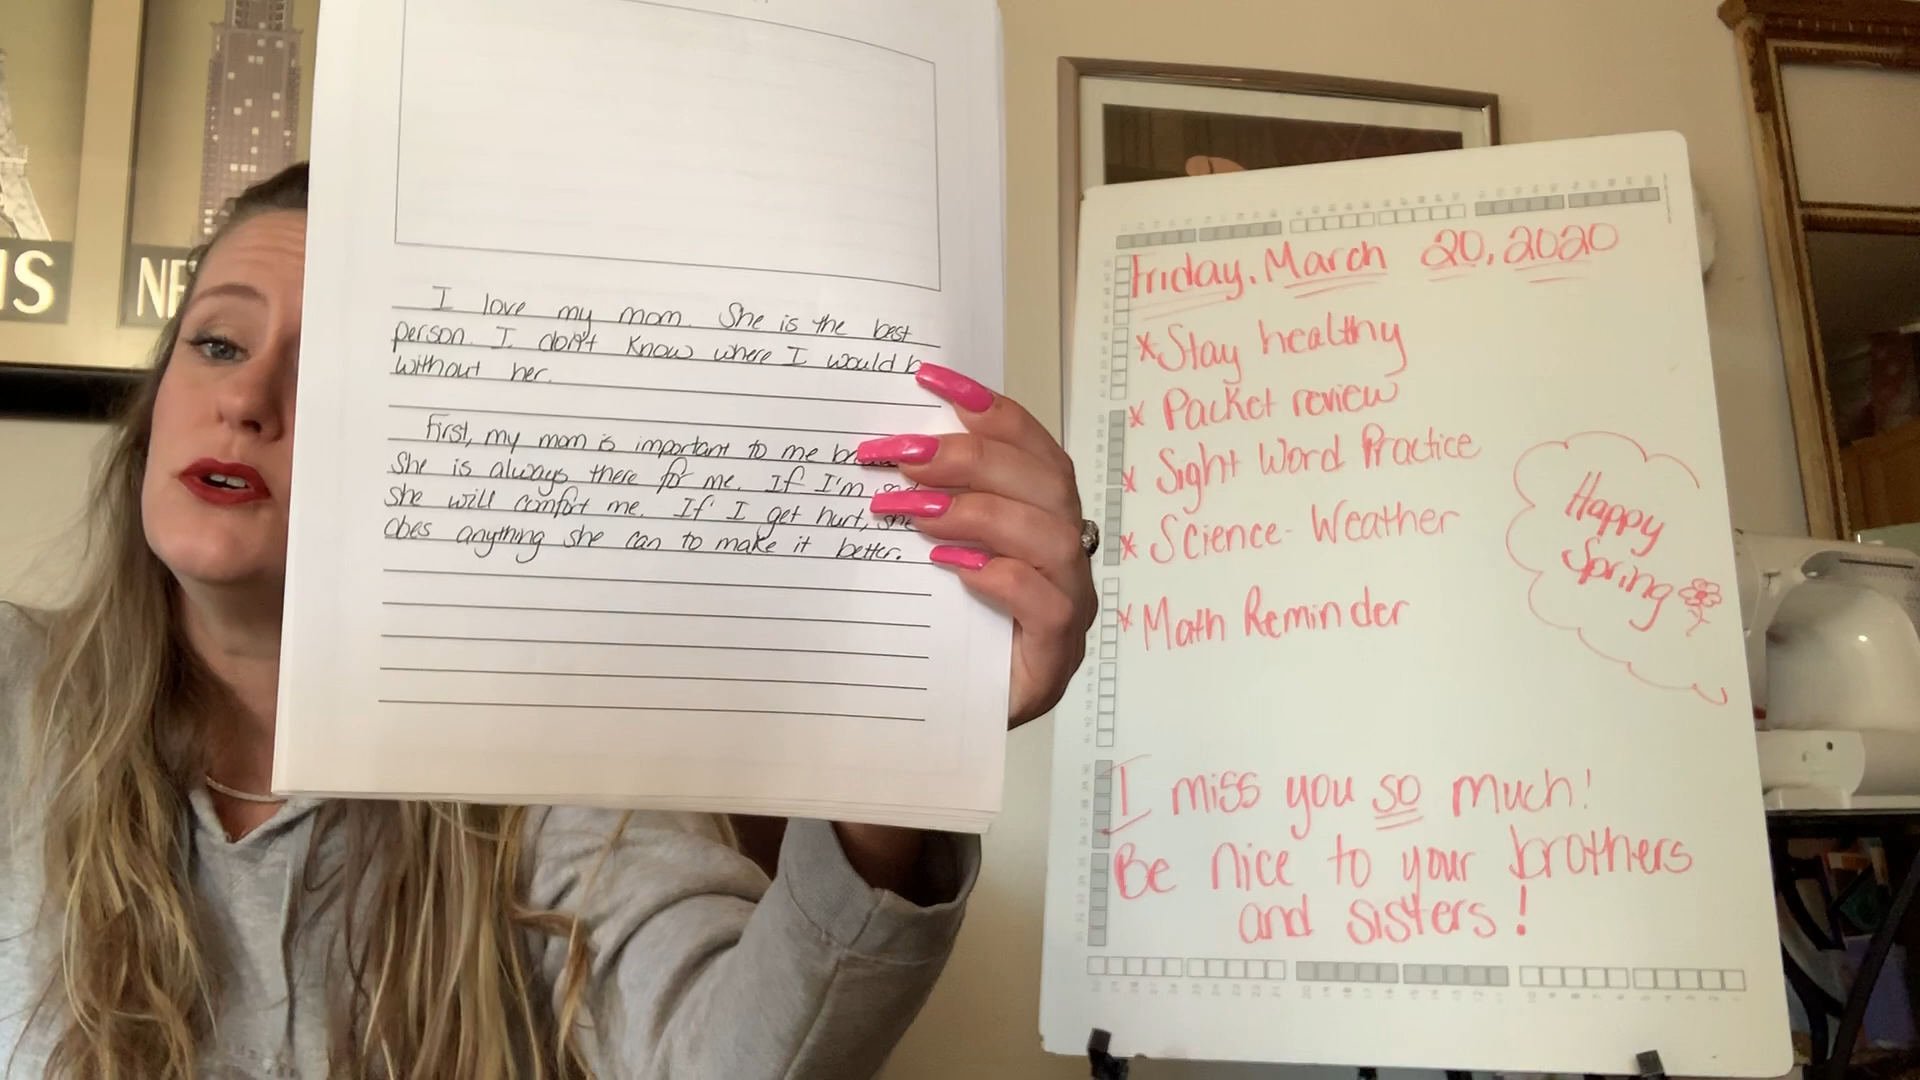 IS
NE
I love my mom. She is the best
person. I don't know where I would
without her.
First, my mom is important to me
She is always there for me. If I'm
she will comfort me. If I get hurt, she
does anything she can to make it better.
Friday, March 20, 2020
* Stay healthy
* Packet review
* Sight Word Practice
* Science - Weather
* Math Reminder
Happy
Spring
I miss you so much!
Be nice to your brothers
and sisters!